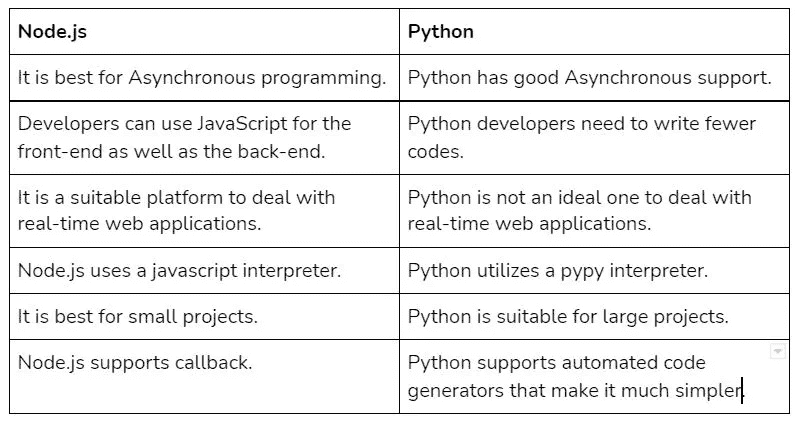 Node.js
Python
It is best for Asynchronous programming.
Python has good Asynchronous support.
Developers can use JavaScript for the
front-end as well as the back-end.
Python developers need to write fewer
codes.
It is a suitable platform to deal with
real-time web applications.
Python is not an ideal one to deal with
real-time web applications.
Node.js uses a javascript interpreter.
Python utilizes a pypy interpreter.
It is best for small projects.
Python is suitable for large projects.
Node.js supports callback.
Python supports automated code
generators that make it much simpler.